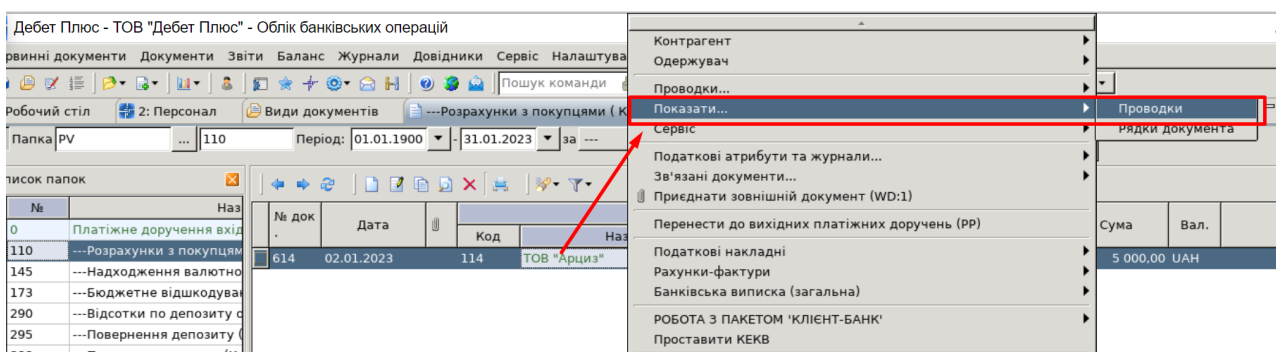 Дебет Плюс - ТОВ "Дебет Плюс" - Облік банківських операцій
рвинні документи Документи Звіти Баланс Журнали Довідники Сервіс Налаштува
Пошук команди
Робочий стіл 2: Персонал Види документів ---Розрахунки з покупцями ( К
Папка PV ... 110 Період: 01.01.1900 - 31.01.2023 за ---
писок папок
№ Наз
0 Платіжне доручення вхід
110 ---Розрахунки з покупцям
145 ---Надходження валютно
173 ---Бюджетне відшкодуван
290 ---Відсотки по депозиту
295 ---Повернення депозиту (
№ док. Дата Код Наз Сума Вал.
614 02.01.2023 114 ТОВ "Арциз" 5 000,00 UAH
Контрагент
Одержувач
Проводки...
Показати...
Сервіс
Податкові атрибути та журнали...
Зв'язані документи...
Приєднати зовнішній документ (WD:1)
Перенести до вихідних платіжних доручень (PP)
Податкові накладні
Рахунки-фактури
Банківська виписка (загальна)
РОБОТА З ПАКЕТОМ 'КЛІЄНТ-БАНК'
Проставити КЕКВ
Проводки
Рядки документа